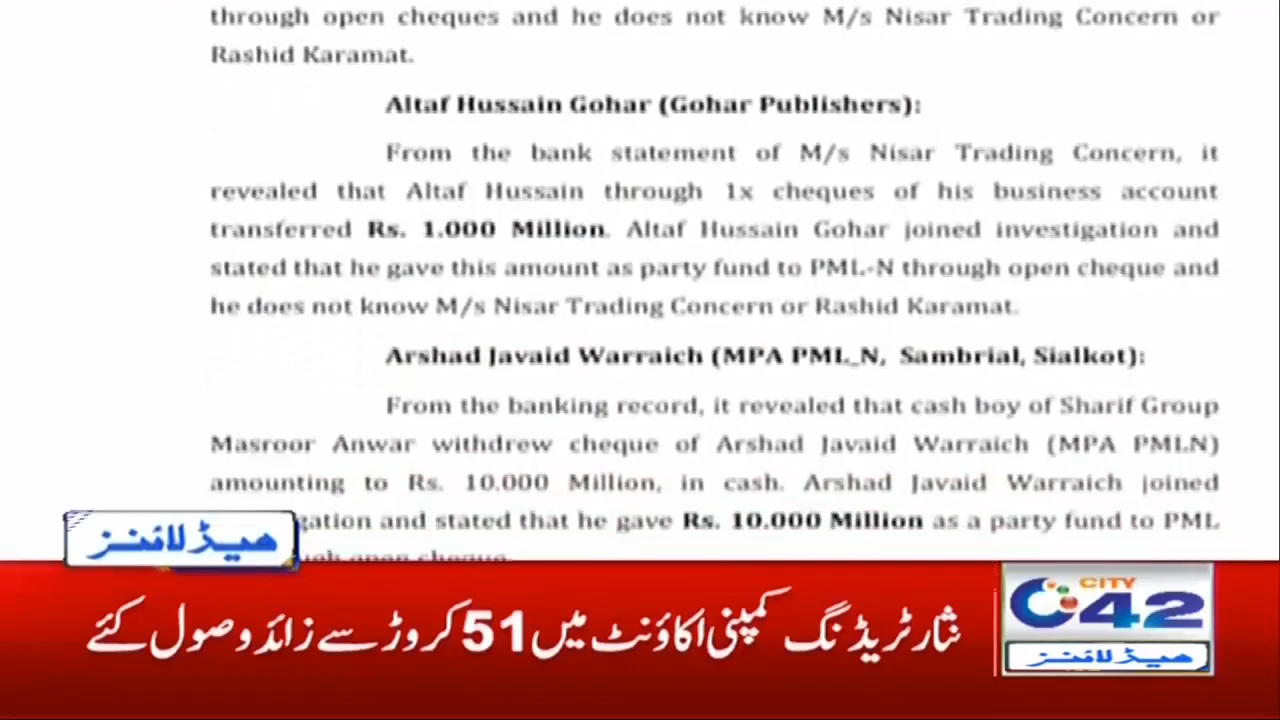 through open cheques and he does not know M/s Nisar Trading Concern or
Rashid Karamat.
Altaf Hussain Gohar (Gohar Publishers):
From the bank statement of M/s Nisar Trading Concern, it
revealed that Altaf Hussain through 1x cheques of his business account
transferred Rs. 1.000 Million. Altaf Hussain Gohar joined investigation and
stated that he gave this amount as party fund to PML-N through open cheque and
he does not know M/s Nisar Trading Concern or Rashid Karamat.
Arshad Javaid Warraich (MPA PML_N, Sambrial, Sialkot):
From the banking record, it revealed that cash boy of Sharif Group
Masroor Anwar withdrew cheque of Arshad Javaid Warraich (MPA PMLN)
amounting to Rs. 10.000 Million, in cash. Arshad Javaid Warraich joined
gation and stated that he gave Rs. 10.000 Million as a party fund to PML
ugh open cheque.
ہیڈلائنز
نثار ٹریڈنگ کمپنی اکاؤنٹ میں 51 کروڑ سے زائد وصول کئے
CITY
42
ہیڈلائنز